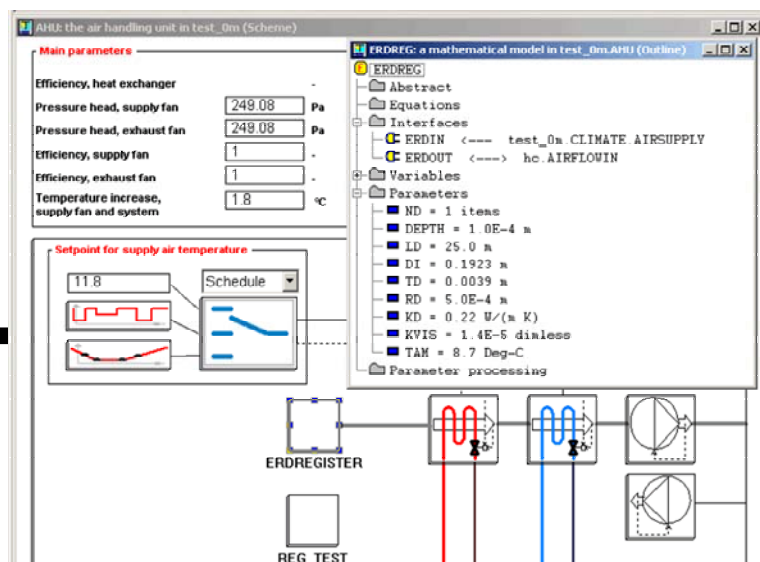 AHU: the air handling unit in test_0m (Scheme)
Main parameters
Efficiency, heat exchanger -
Pressure head, supply fan 249.08 Pa
Pressure head, exhaust fan 249.08 Pa
Efficiency, supply fan 1 -
Efficiency, exhaust fan 1 -
Temperature increase, supply fan and system 1.8 °C
ERDREG: a mathematical model in test_0m.AHU (Outline)
ERDREG
Abstract
Equations
Interfaces
ERDIN <--- test_0m.CLIMATE.AIRSUPPLY
ERDOUT <---> hc.AIRFLOWIN
Variables
Parameters
ND = 1 items
DEPTH = 1.0E-4 m
LD = 25.0 m
DI = 0.1923 m
TD = 0.0039 m
RD = 5.0E-4 m
KD = 0.22 W/(m K)
KVIS = 1.4E-5 dimless
TAM = 8.7 Deg-C
Parameter processing
Setpoint for supply air temperature
11.8 Schedule
ERDREGISTER
REG_TEST